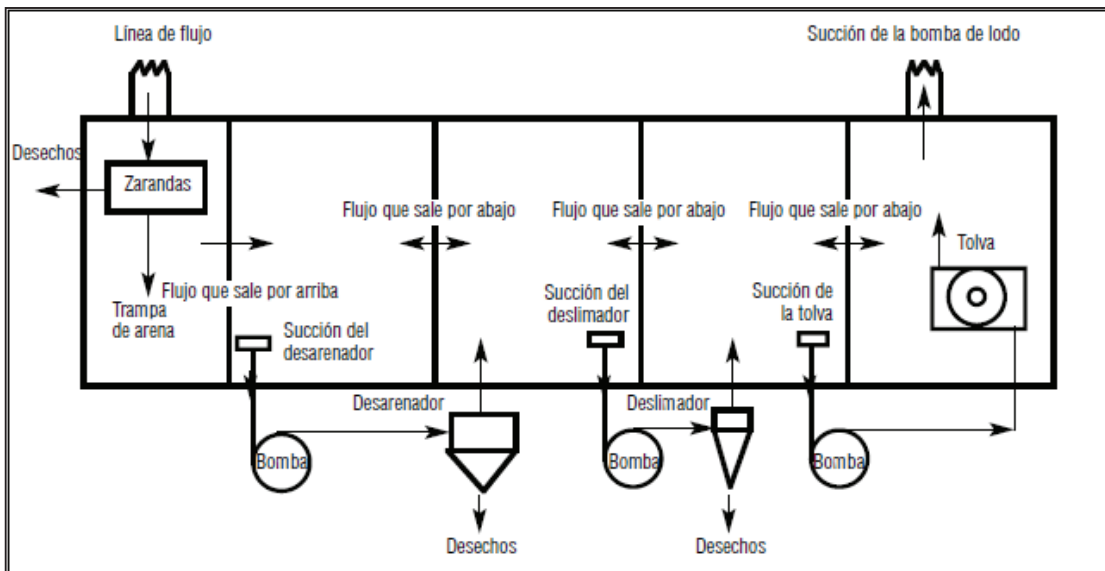 Línea de flujo
Succión de la bomba de lodo
Desechos
Zarandas
Flujo que sale por abajo
Flujo que sale por abajo
Flujo que sale por abajo
Tolva
Flujo que sale por arriba
Trampa
de arena
Succión del
desarenador
Succión del
deslimador
Succión de
la tolva
Desarenador
Deslimador
Bomba
Bomba
Bomba
Desechos
Desechos